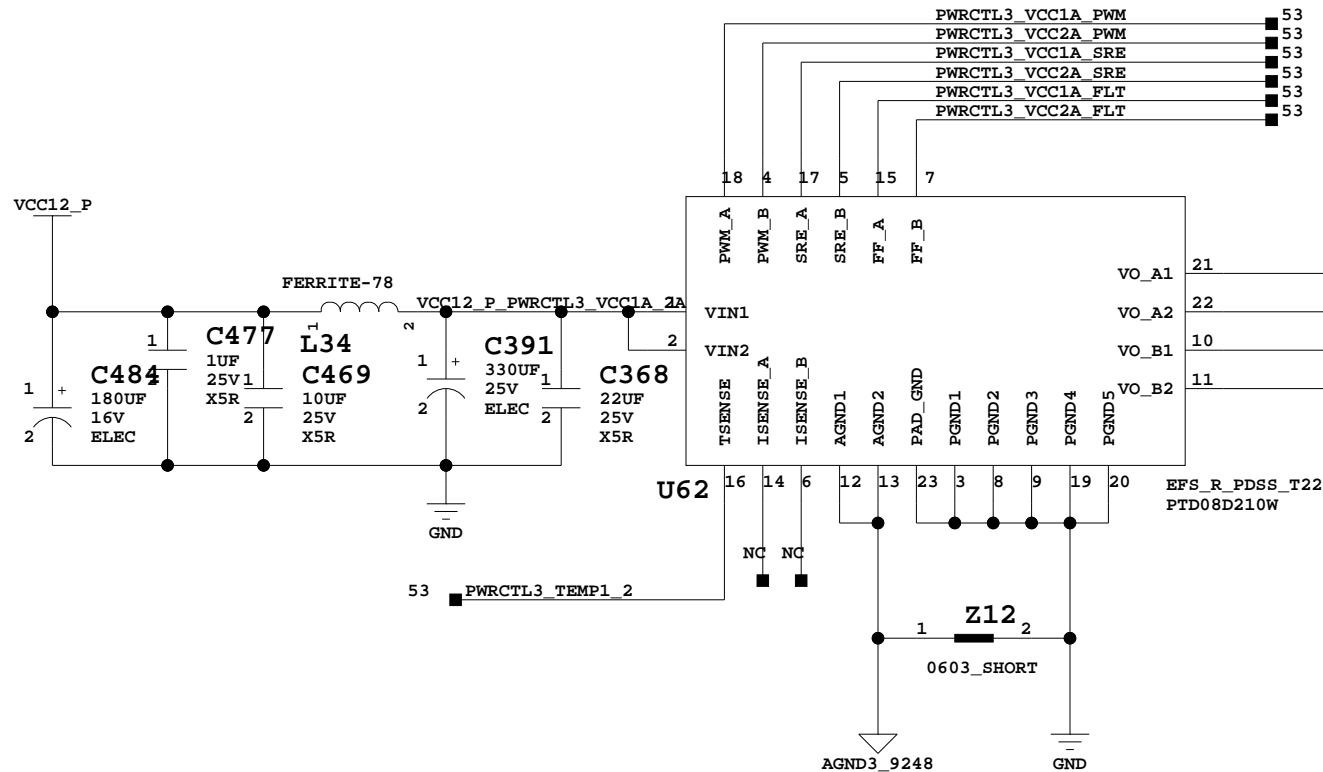 PWRCTL3_VCC1A_PWM 53
PWRCTL3_VCC2A_PWM 53
PWRCTL3_VCC1A_SRE 53
PWRCTL3_VCC2A_SRE 53
PWRCTL3_VCC1A_FLT 53
PWRCTL3_VCC2A_FLT 53
18 4 17 5 15 7
VCC12_P
PWM_A
PWM_B
SRE_A
SRE_B
FF_A
FF_B
VO_A1 21
VO_A2 22
VO_B1 10
VO_B2 11
FERRITE-78
1 2
L34
VCC12_P_PWRCTL3_VCC1A_2A
1 VIN1
2 VIN2
C484
180UF
16V
ELEC
1 + 2
C477
1UF
25V
X5R
1 2
C469
10UF
25V
X5R
1 2
C391
330UF
25V
ELEC
1 + 2
C368
22UF
25V
X5R
1 2
GND
TSENSE
ISENSE_A
ISENSE_B
AGND1
AGND2
PAD_GND
PGND1
PGND2
PGND3
PGND4
PGND5
U62
16 14 6 12 13 23 3 8 9 19 20
EFS_R_PDSS_T22
PTD08D210W
NC NC
53 PWRCTL3_TEMP1_2
Z12
1 2
0603_SHORT
AGND3_9248
GND